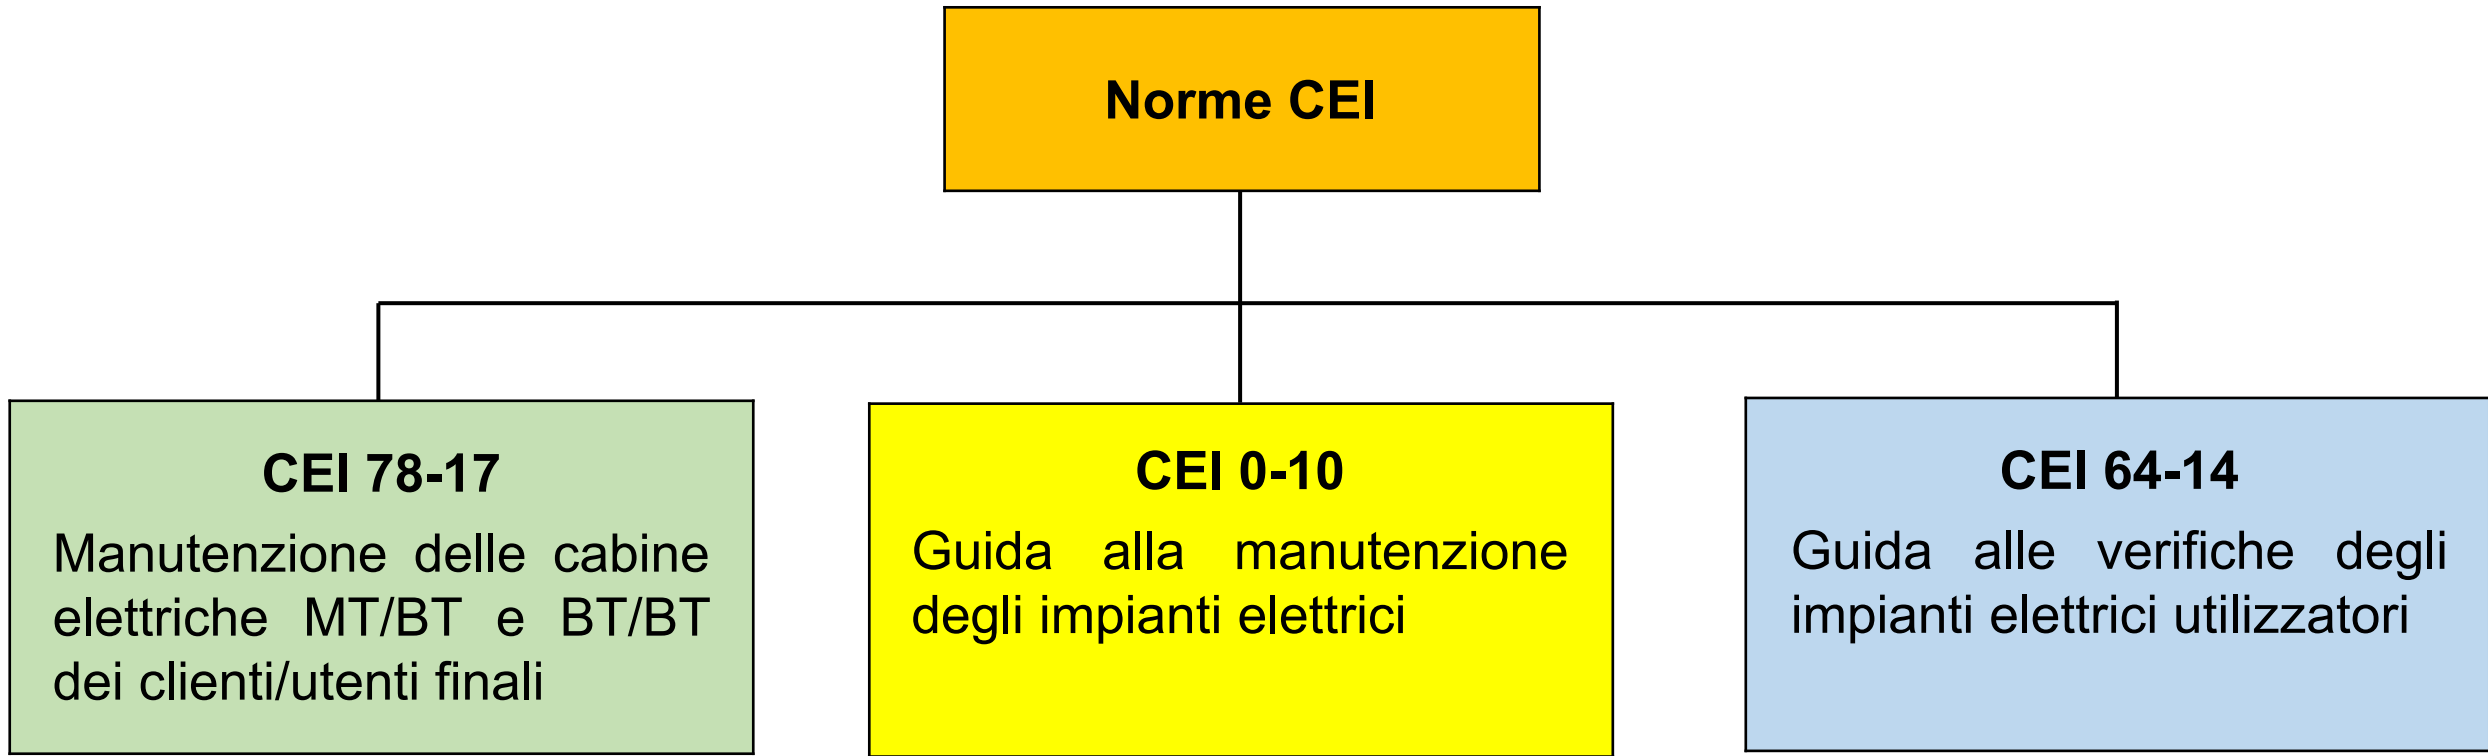 Norme CEI
CEI 78-17
Manutenzione delle cabine
elettriche MT/BT e BT/BT
dei clienti/utenti finali
CEI 0-10
Guida alla manutenzione
degli impianti elettrici
CEI 64-14
Guida alle verifiche degli
impianti elettrici utilizzatori